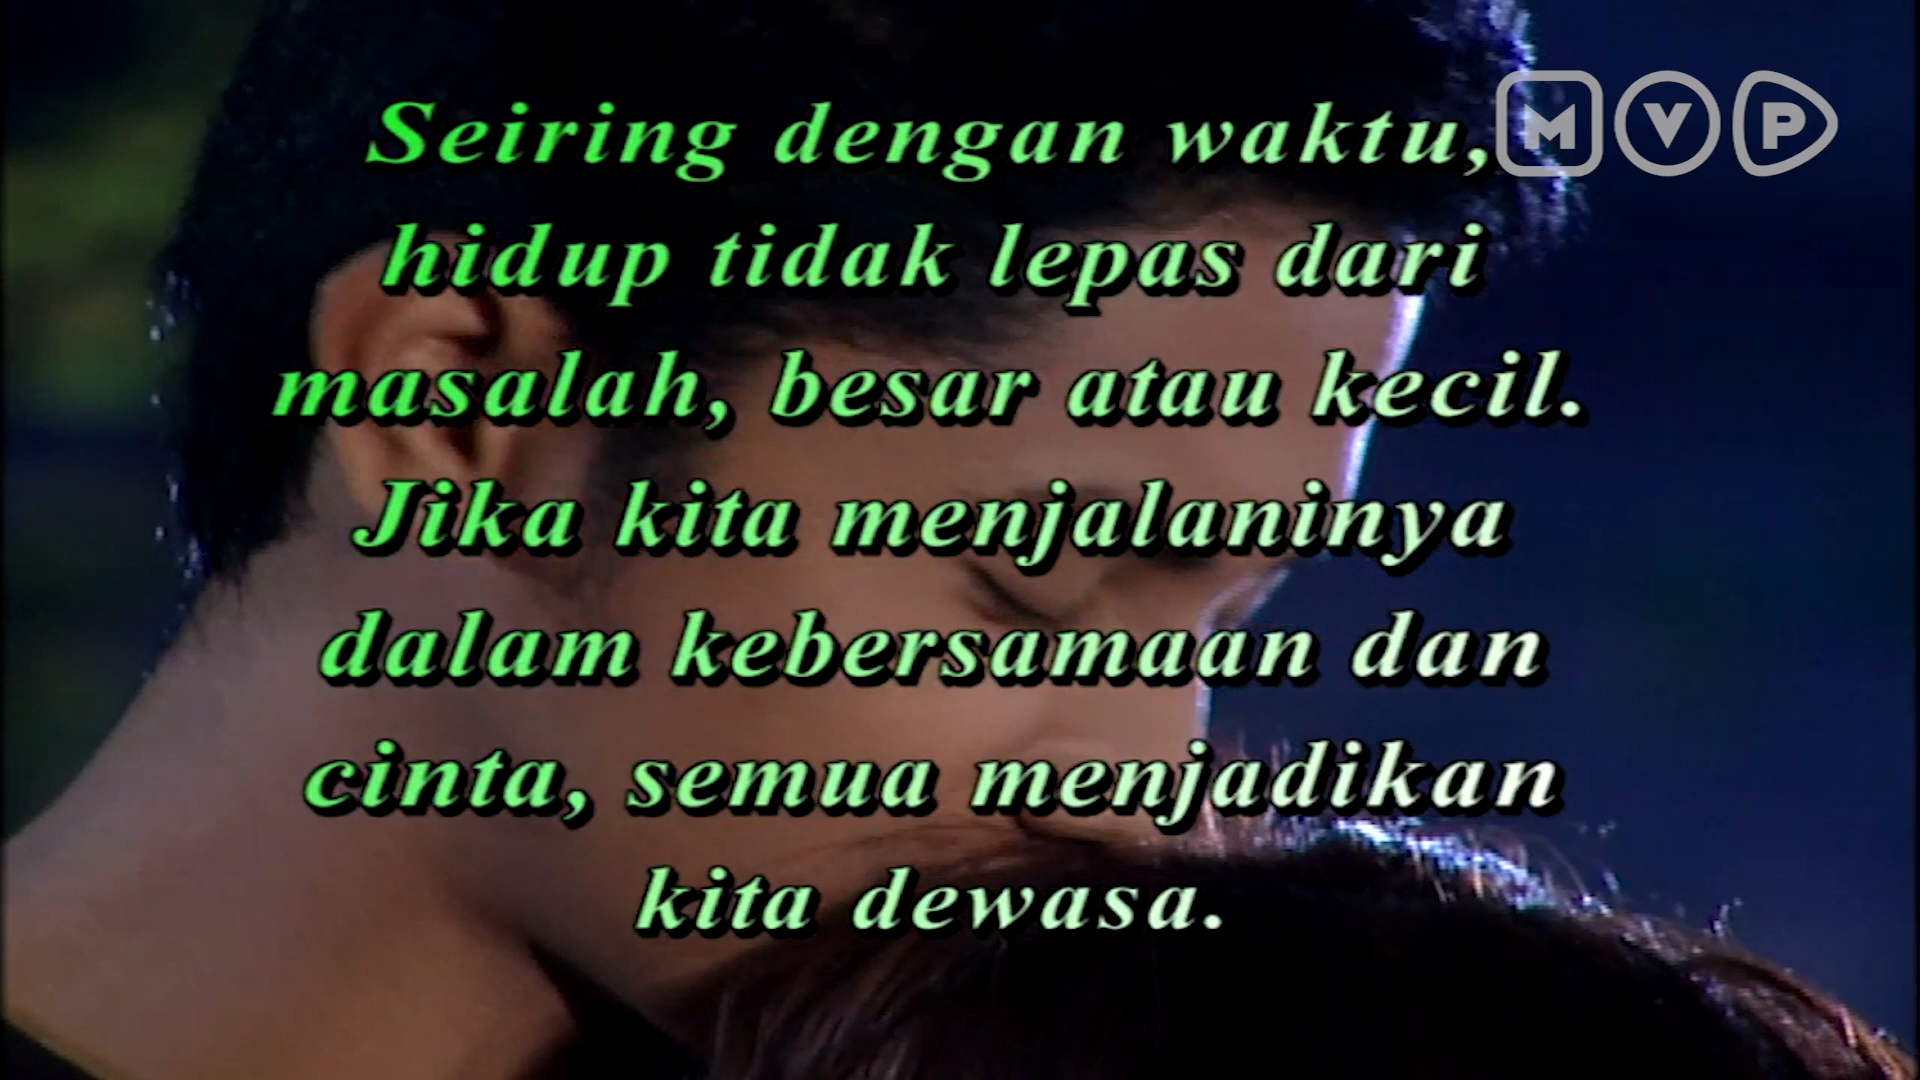 Seiring dengan waktu,
MVP
hidup tidak lepas dari
masalah, besar atau kecil.
Jika kita menjalaninya
dalam kebersamaan dan
cinta, semua menjadikan
kita dewasa.